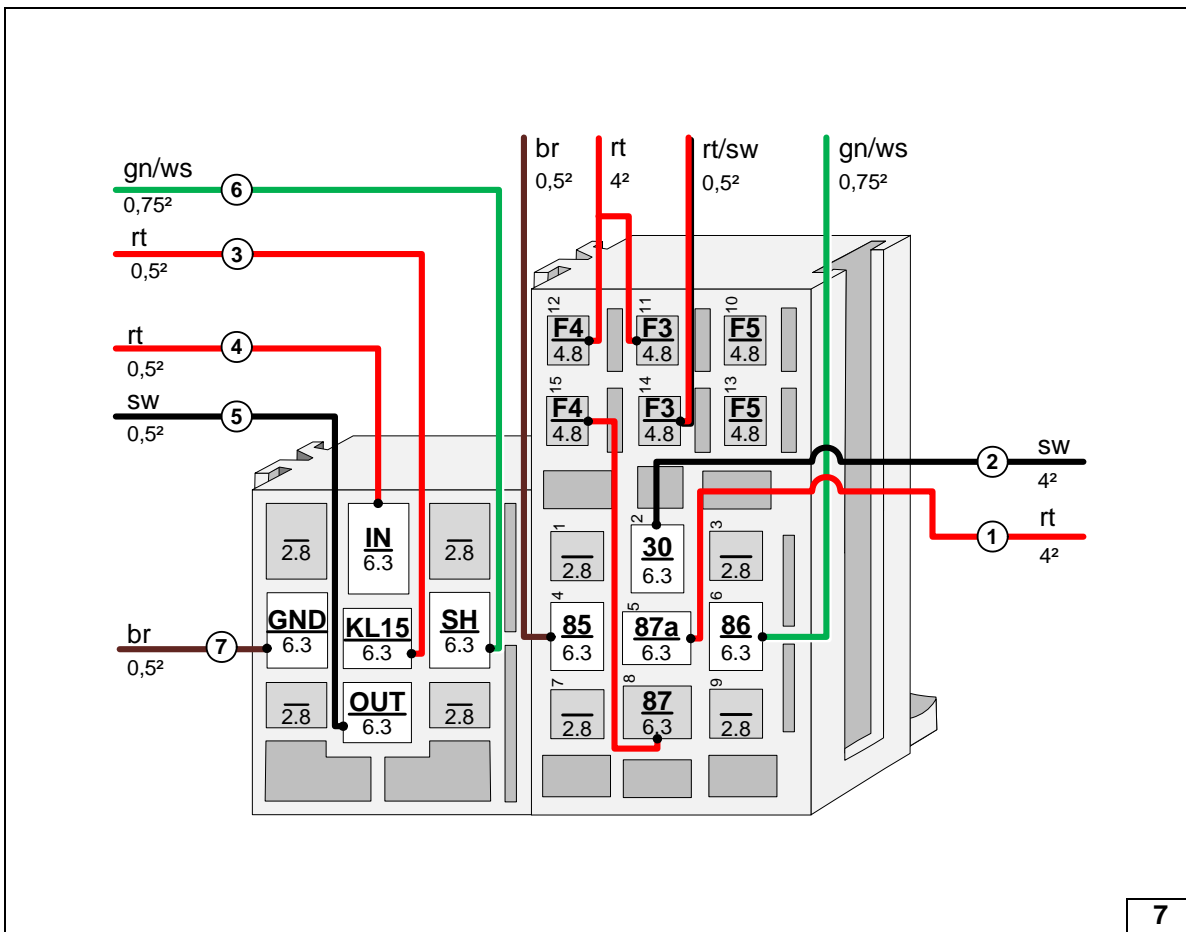 br
rt
rt/sw
gn/ws
0,5²
4²
0,5²
0,75²
gn/ws
6
0,75²
rt
3
0,5²
rt
4
0,5²
sw
5
0,5²
12
11
10
F4
F3
F5
4.8
4.8
4.8
15
14
13
F4
F3
F5
4.8
4.8
4.8
2
sw
4²
rt
1
4²
IN
6.3
2.8
2.8
1
2
3
30
6.3
2.8
2.8
GND
6.3
KL15
6.3
SH
6.3
4
5
6
85
6.3
87a
6.3
86
6.3
br
7
0,5²
OUT
6.3
2.8
2.8
7
8
9
87
6.3
2.8
2.8
7